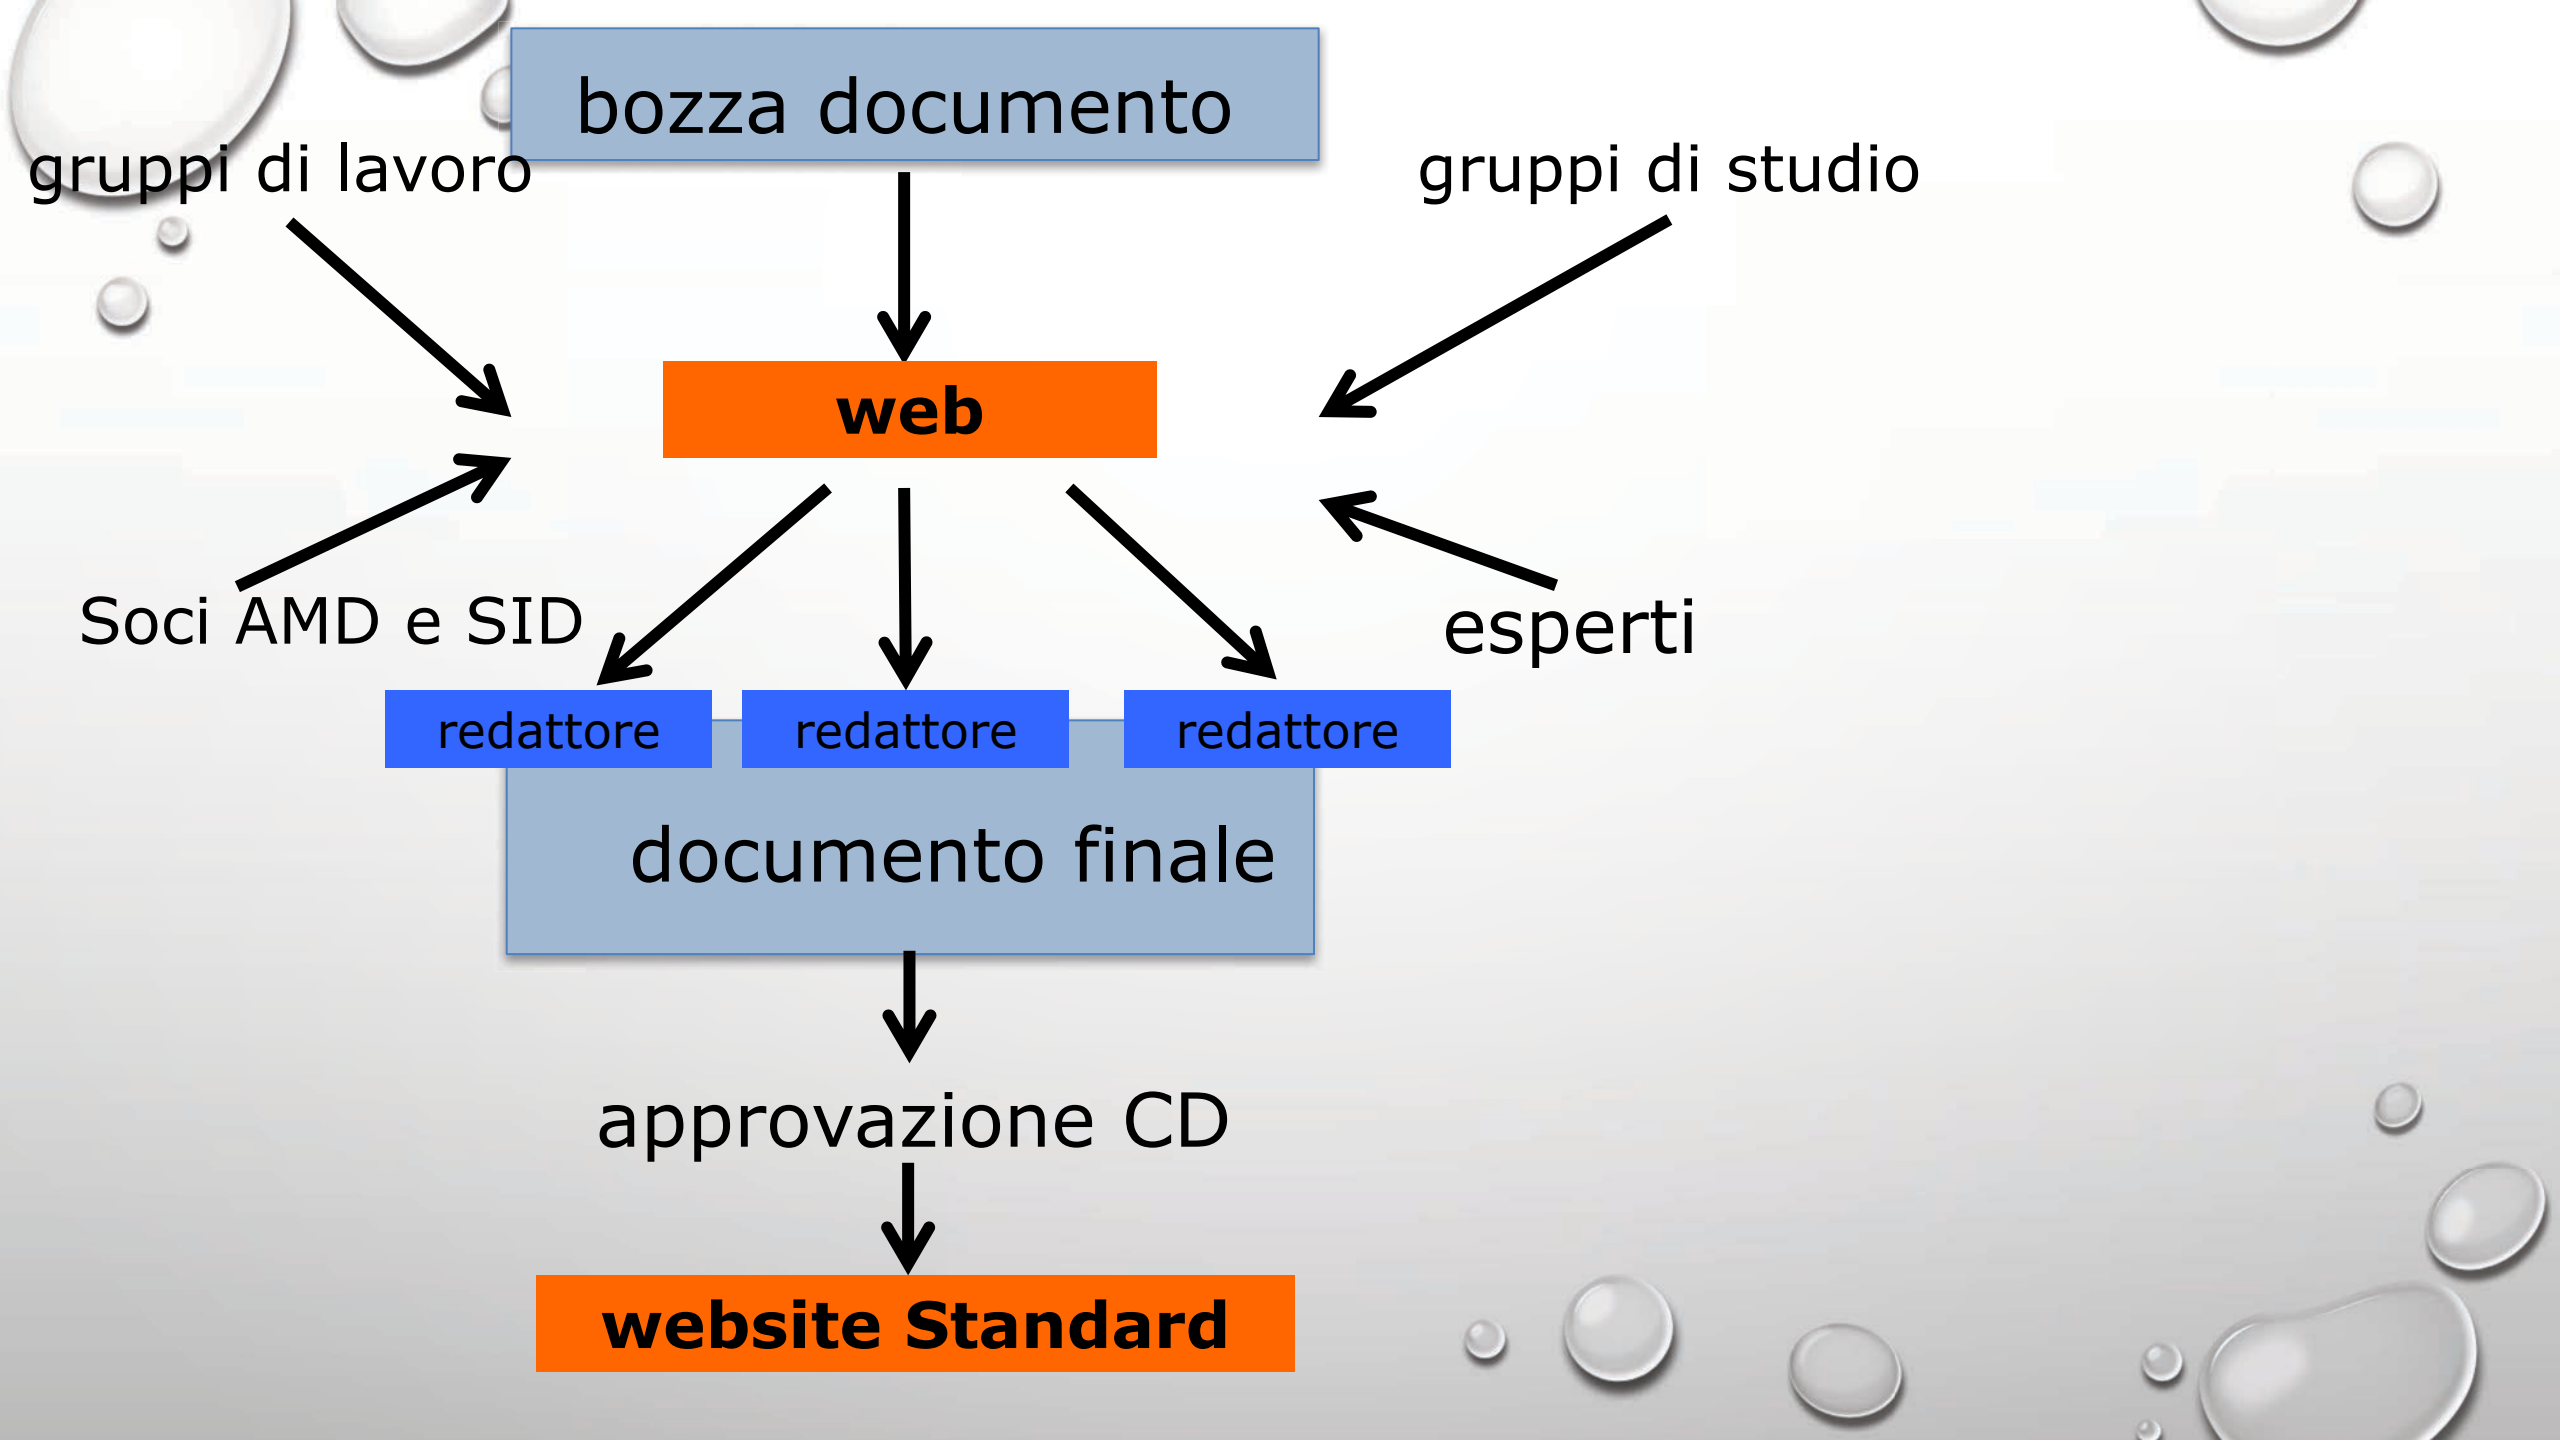 bozza documento
gruppi di lavoro
gruppi di studio
web
Soci AMD e SID
esperti
redattore
redattore
redattore
documento finale
approvazione CD
website Standard